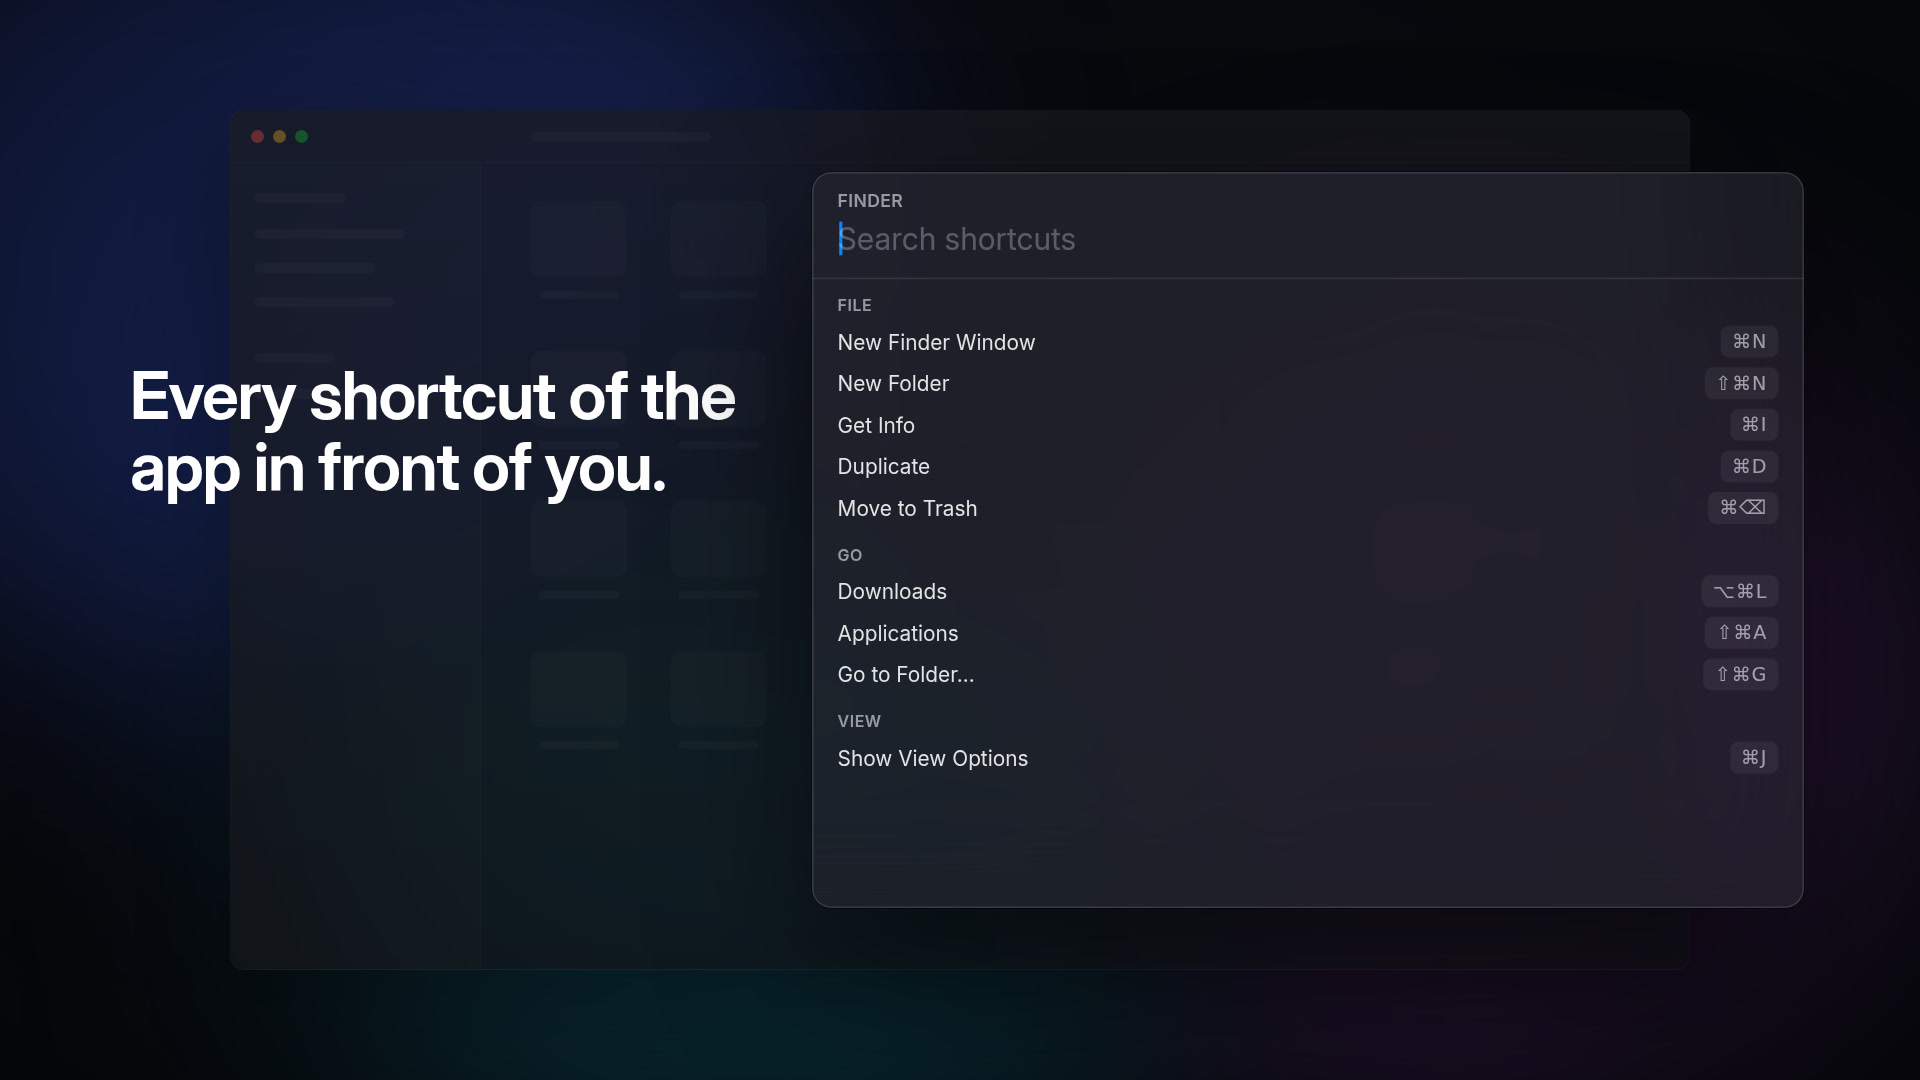 Every shortcut of the
app in front of you.
FINDER
Search shortcuts
FILE
New Finder Window ⌘N
New Folder ⇧⌘N
Get Info ⌘I
Duplicate ⌘D
Move to Trash ⌘⌫
GO
Downloads ⌥⌘L
Applications ⇧⌘A
Go to Folder... ⇧⌘G
VIEW
Show View Options ⌘J